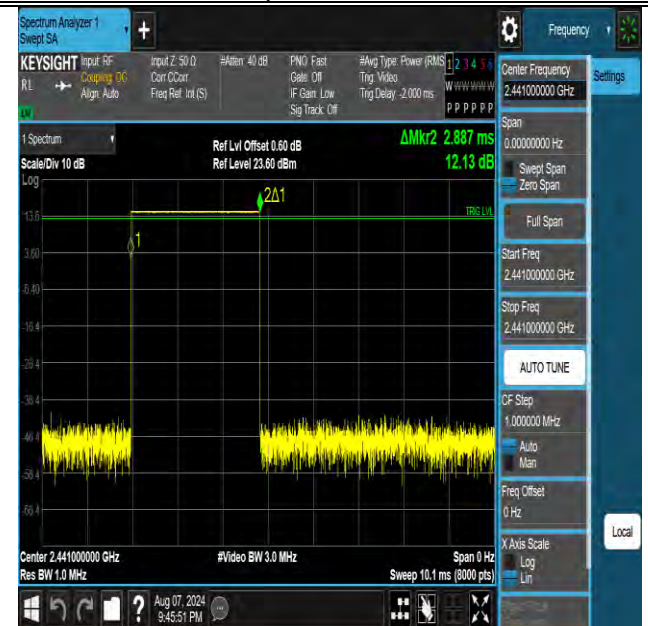 Spectrum Analyzer 1
Swept SA
+
Frequency
KEYSIGHT
RL
Input: RF
Coupling: DC
Align: Auto
Input Z: 50 Ω
Corr CCorr
Freq Ref: Int (S)
#Atten: 40 dB
PNO: Fast
Gate: Off
IF Gain: Low
Sig Track: Off
#Avg Type: Power (RMS
Trig: Video
Trig Delay: -2.000 ms
1 2 3 4 5 6
W W W W W W
P P P P P P
1 Spectrum
Scale/Div 10 dB
Log
Ref Lvl Offset 0.60 dB
Ref Level 23.60 dBm
ΔMkr2 2.887 ms
12.13 dB
2Δ1
1
TRIG LVL
13.6
3.60
-6.40
-16.4
-26.4
-36.4
-46.4
-56.4
-66.4
Center 2.441000000 GHz
Res BW 1.0 MHz
#Video BW 3.0 MHz
Span 0 Hz
Sweep 10.1 ms (8000 pts)
Center Frequency
2.441000000 GHz
Settings
Span
0.00000000 Hz
Swept Span
Zero Span
Full Span
Start Freq
2.441000000 GHz
Stop Freq
2.441000000 GHz
AUTO TUNE
CF Step
1.000000 MHz
Auto
Man
Freq Offset
0 Hz
X Axis Scale
Log
Lin
Local
?
Aug 07, 2024
9:45:51 PM